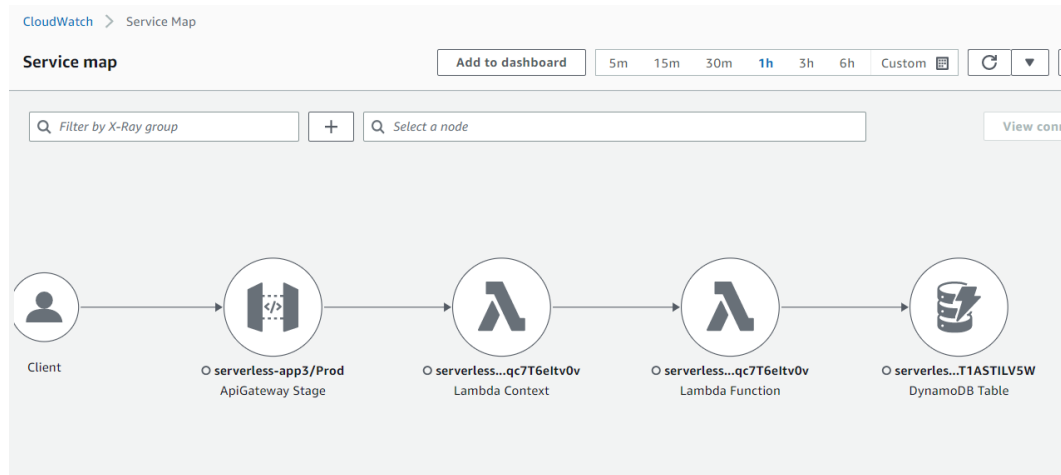 CloudWatch > Service Map
Service map
Add to dashboard
5m 15m 30m 1h 3h 6h Custom
Filter by X-Ray group
+
Select a node
View con
</>
Client
serverless-app3/Prod
ApiGateway Stage
serverless...qc7T6eItv0v
Lambda Context
serverless...qc7T6eItv0v
Lambda Function
serverles...T1ASTILV5W
DynamoDB Table